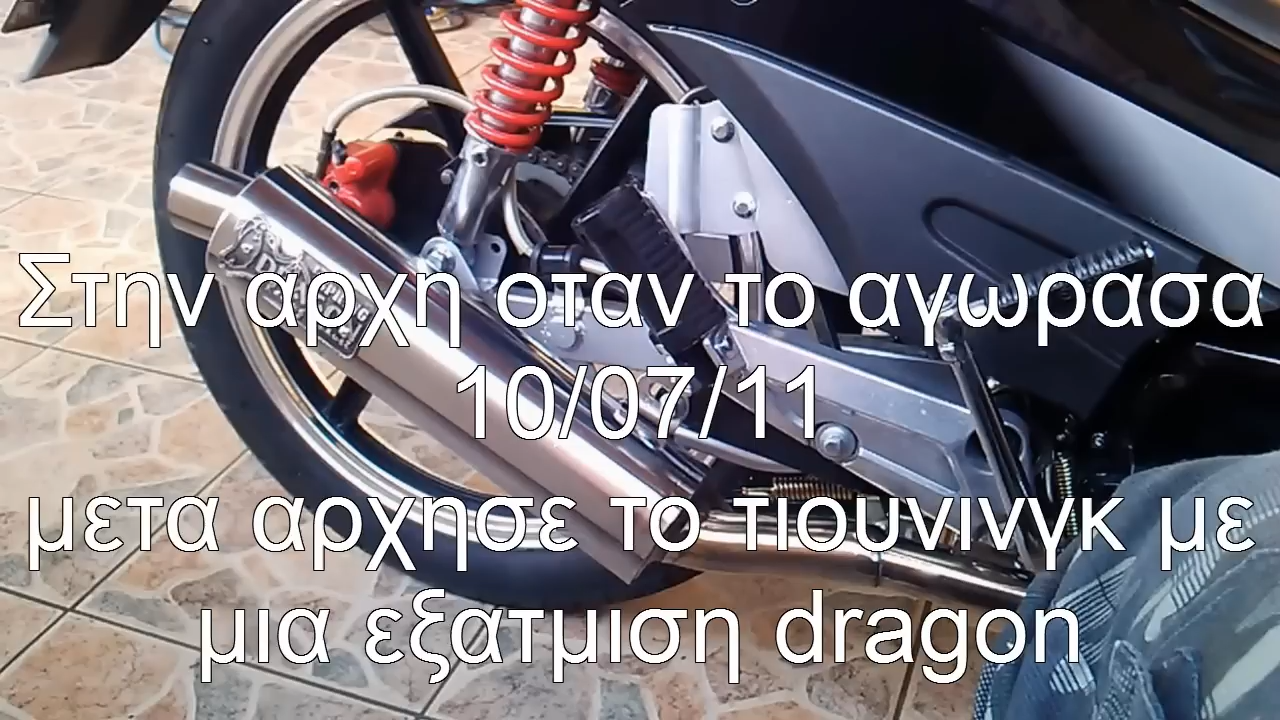 Στην αρχη οταν το αγωρασα
10/07/11
μετα αρχησε το τιουνινγκ με
μια εξατμιση dragon